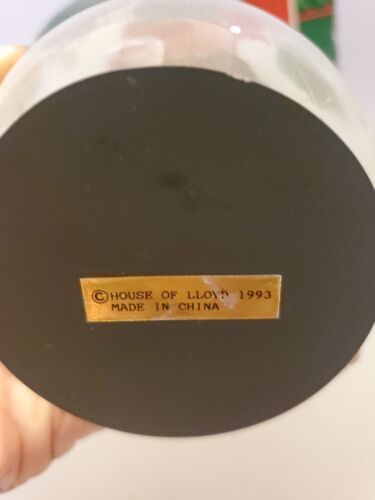 ©HOUSE OF LLOYD 1993
MADE IN CHINA